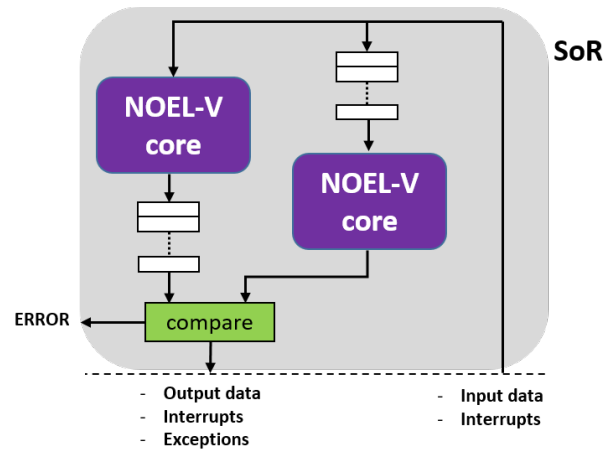 SoR
NOEL-V
core
NOEL-V
core
ERROR
compare
- Output data
- Interrupts
- Exceptions
- Input data
- Interrupts